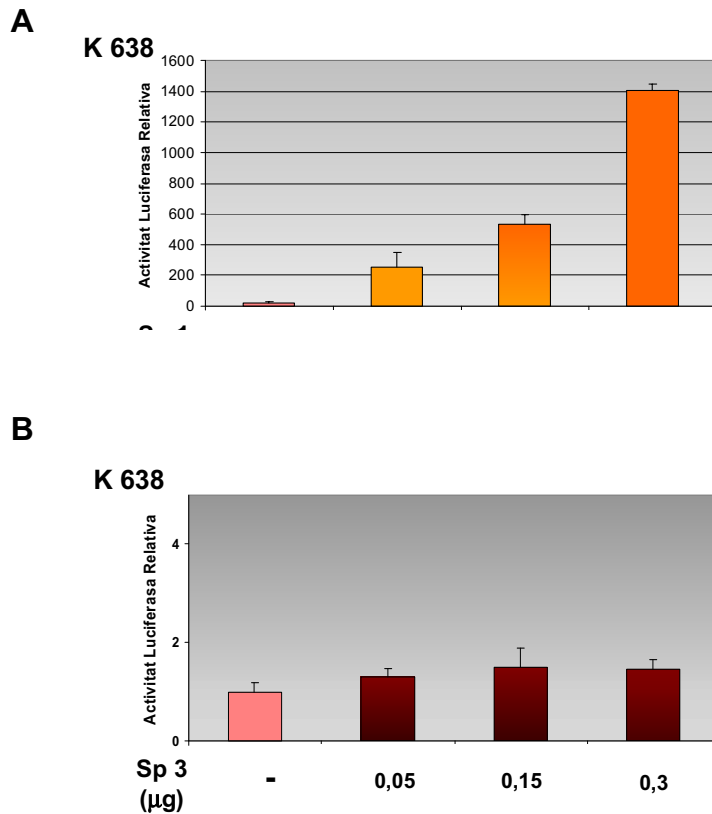 A
K 638
1600
1400
1200
1000
800
600
400
200
0
Activitat Luciferasa Relativa
B
K 638
4
2
0
Activitat Luciferasa Relativa
Sp 3 - 0,05 0,15 0,3
(µg)